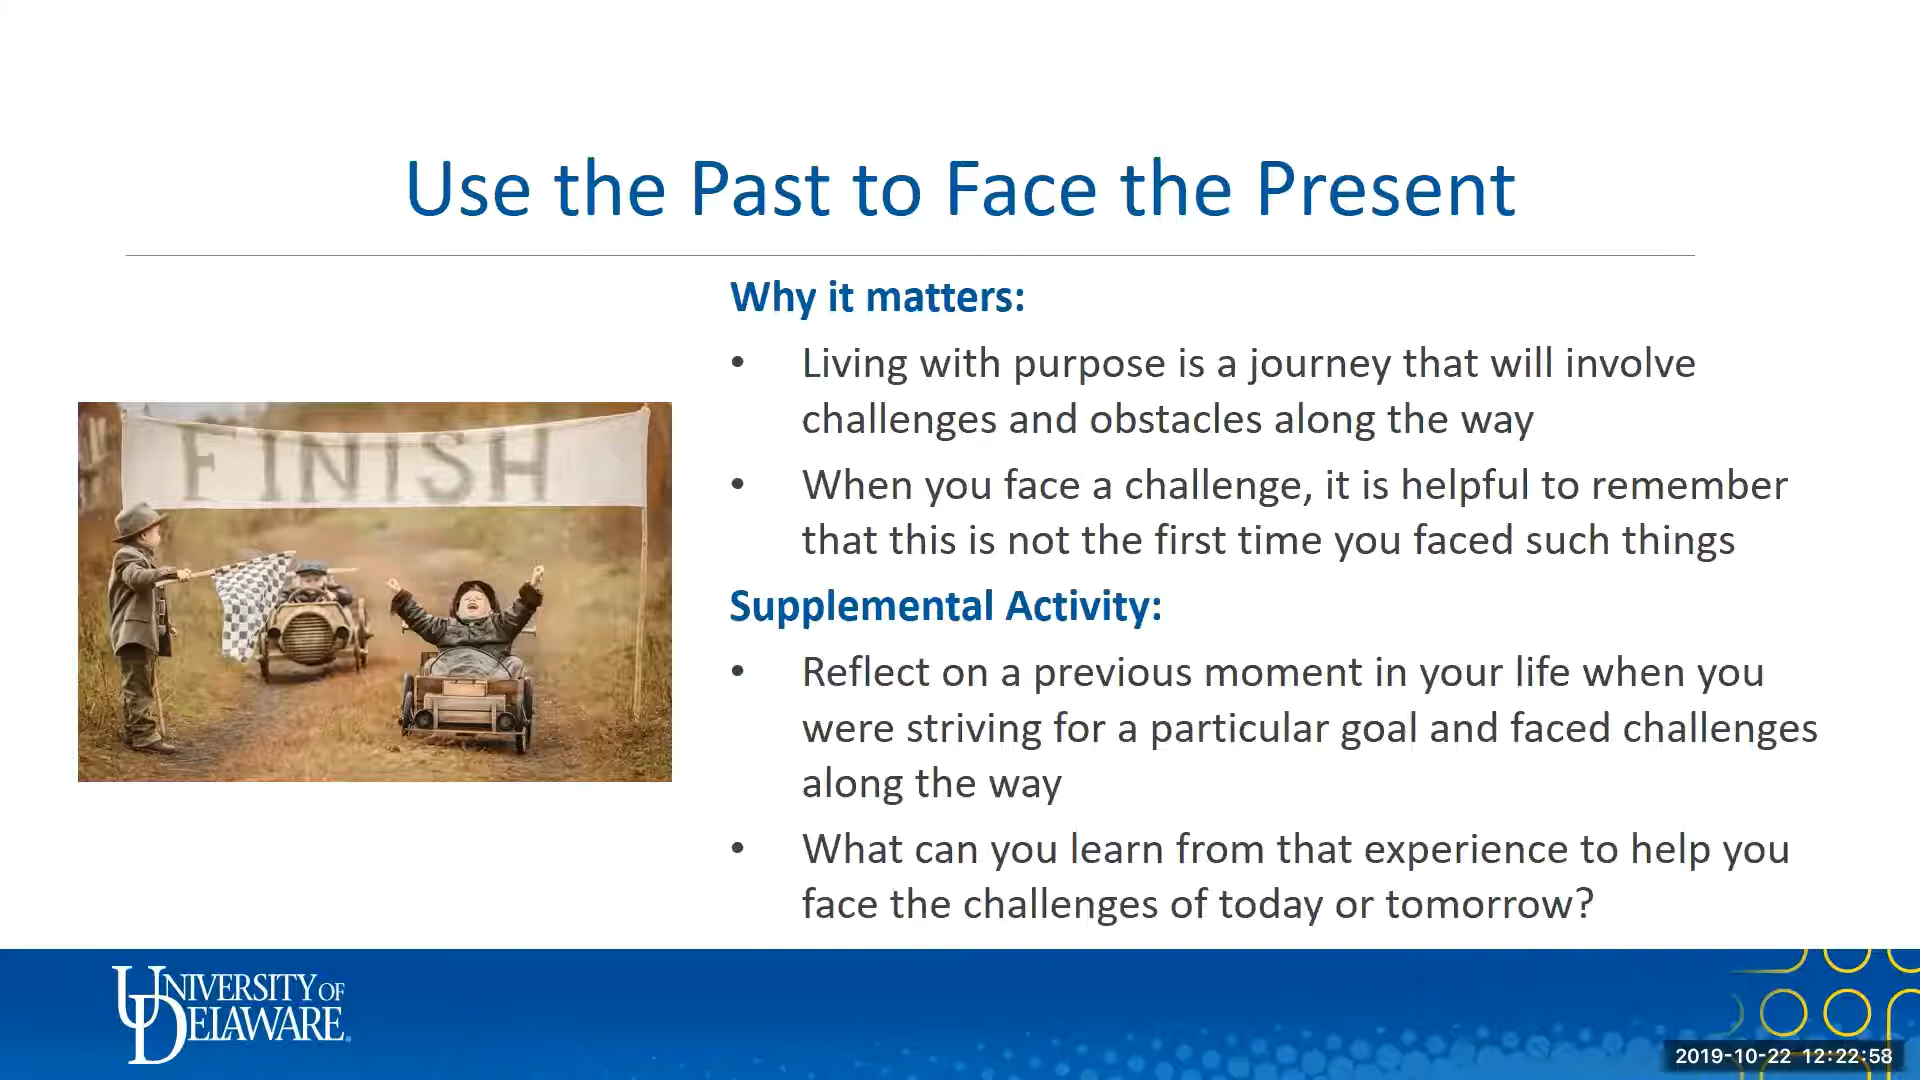 Use the Past to Face the Present
Why it matters:
• Living with purpose is a journey that will involve
challenges and obstacles along the way
• When you face a challenge, it is helpful to remember
that this is not the first time you faced such things
FINISH
Supplemental Activity:
• Reflect on a previous moment in your life when you
were striving for a particular goal and faced challenges
along the way
• What can you learn from that experience to help you
face the challenges of today or tomorrow?
UNIVERSITY OF
DELAWARE®
2019-10-22 12:22:58